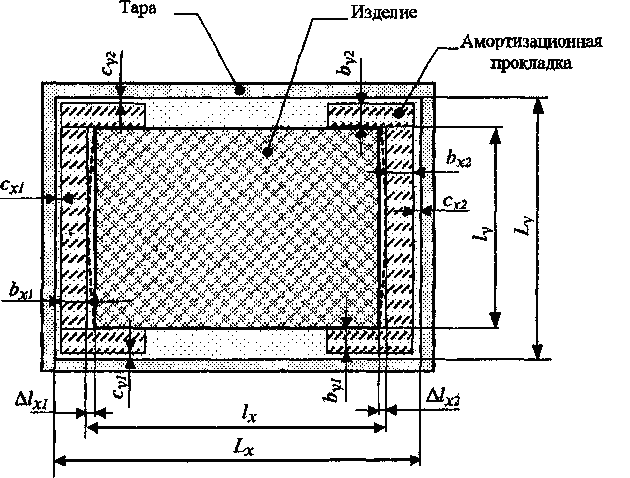 Тара
Изделие
Амортизационная
прокладка
c_y2
b_y2
b_x2
c_x1
c_x2
l_y
L_y
b_x1
c_y1
b_y1
Δl_x1
l_x
Δl_x2
L_x